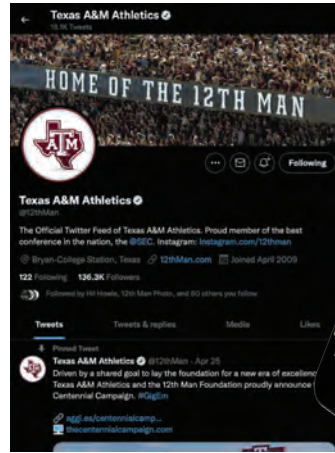 Texas A&M Athletics
18.1K Tweets
HOME OF THE 12TH MAN
ATM
Following
Texas A&M Athletics
@12thMan
The Official Twitter Feed of Texas A&M Athletics. Proud member of the best
conference in the nation, the @SEC. Instagram: Instagram.com/12thman
Bryan-College Station, Texas 12thMan.com Joined April 2009
122 Following 136.3K Followers
Followed by Howie, 12th Man Photo, and 60 others you follow
Tweets Tweets & replies Media Likes
Pinned Tweet
Texas A&M Athletics @12thMan · Apr 25
Driven by a shared goal to lay the foundation for a new era of excellence
Texas A&M Athletics and the 12th Man Foundation proudly announce
Centennial Campaign. #GigEm
aggi.es/centennialcamp...
thecentennialcampaign.com